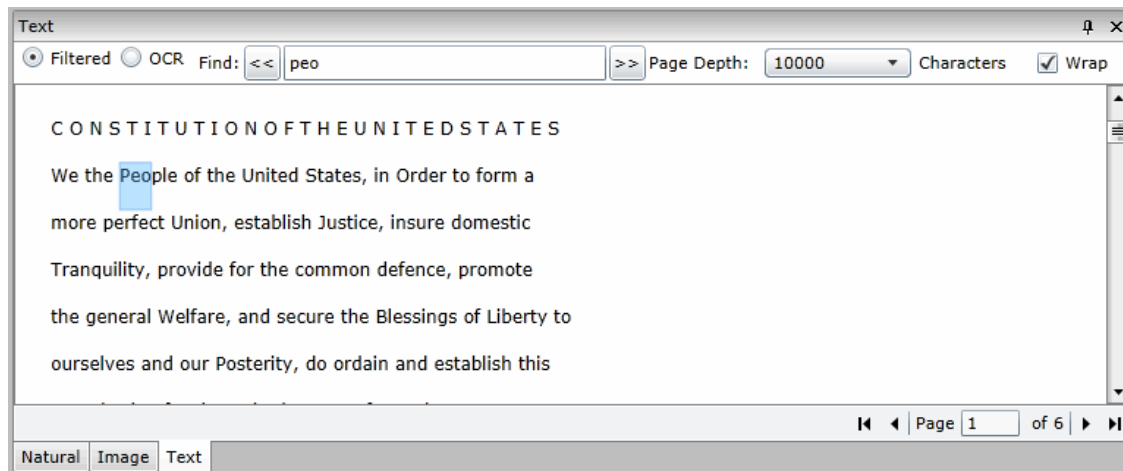 Text
Filtered OCR Find: << peo >> Page Depth: 10000 Characters Wrap
C O N S T I T U T I O N O F T H E U N I T E D S T A T E S
We the People of the United States, in Order to form a
more perfect Union, establish Justice, insure domestic
Tranquility, provide for the common defence, promote
the general Welfare, and secure the Blessings of Liberty to
ourselves and our Posterity, do ordain and establish this
Page 1 of 6
Natural Image Text